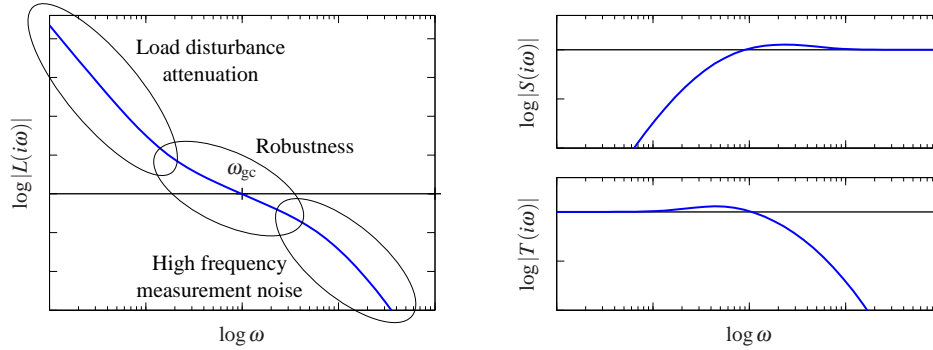 Load disturbance
attenuation
Robustness
ω_gc
High frequency
measurement noise
log|L(iω)|
log ω
log|S(iω)|
log|T(iω)|
log ω